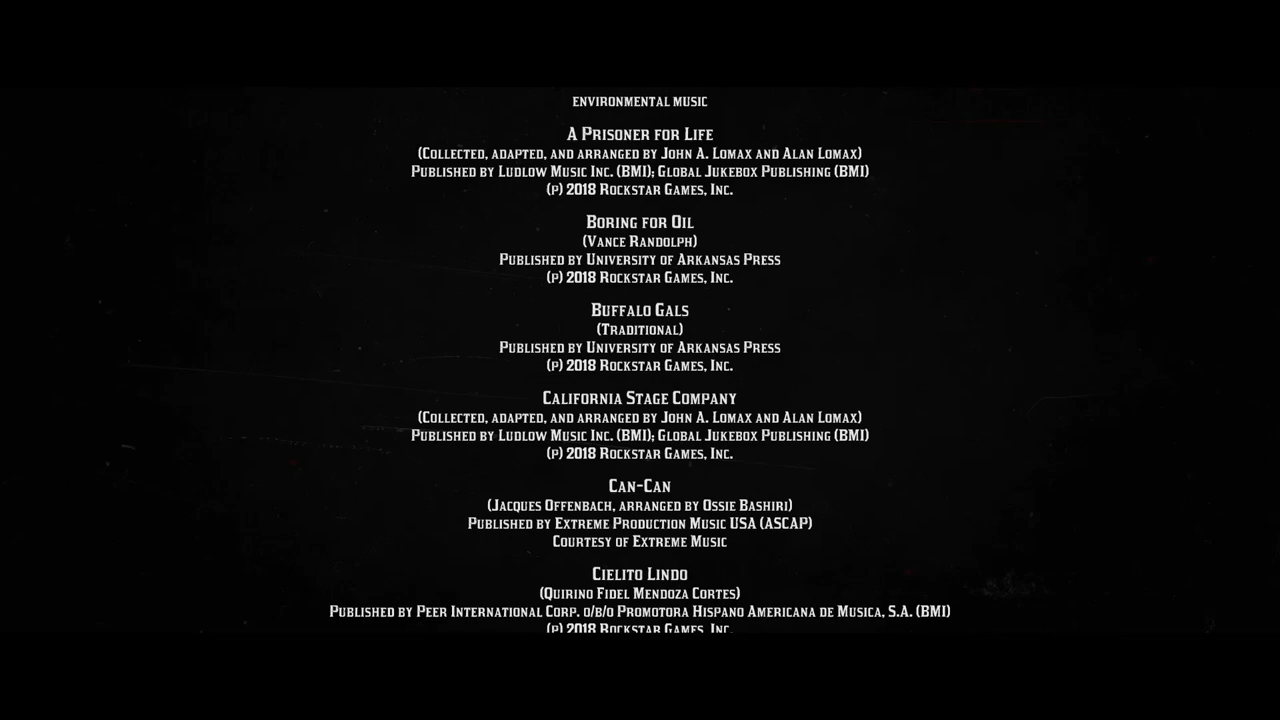 ENVIRONMENTAL MUSIC
A Prisoner for Life
(Collected, adapted, and arranged by John A. Lomax and Alan Lomax)
Published by Ludlow Music Inc. (BMI); Global Jukebox Publishing (BMI)
(P) 2018 Rockstar Games, Inc.
Boring for Oil
(Vance Randolph)
Published by University of Arkansas Press
(P) 2018 Rockstar Games, Inc.
Buffalo Gals
(Traditional)
Published by University of Arkansas Press
(P) 2018 Rockstar Games, Inc.
California Stage Company
(Collected, adapted, and arranged by John A. Lomax and Alan Lomax)
Published by Ludlow Music Inc. (BMI); Global Jukebox Publishing (BMI)
(P) 2018 Rockstar Games, Inc.
Can-Can
(Jacques Offenbach, arranged by Ossie Bashiri)
Published by Extreme Production Music USA (ASCAP)
Courtesy of Extreme Music
Cielito Lindo
(Quirino Fidel Mendoza Cortes)
Published by Peer International Corp. o/b/o Promotora Hispano Americana de Musica, S.A. (BMI)
(P) 2018 Rockstar Games, Inc.